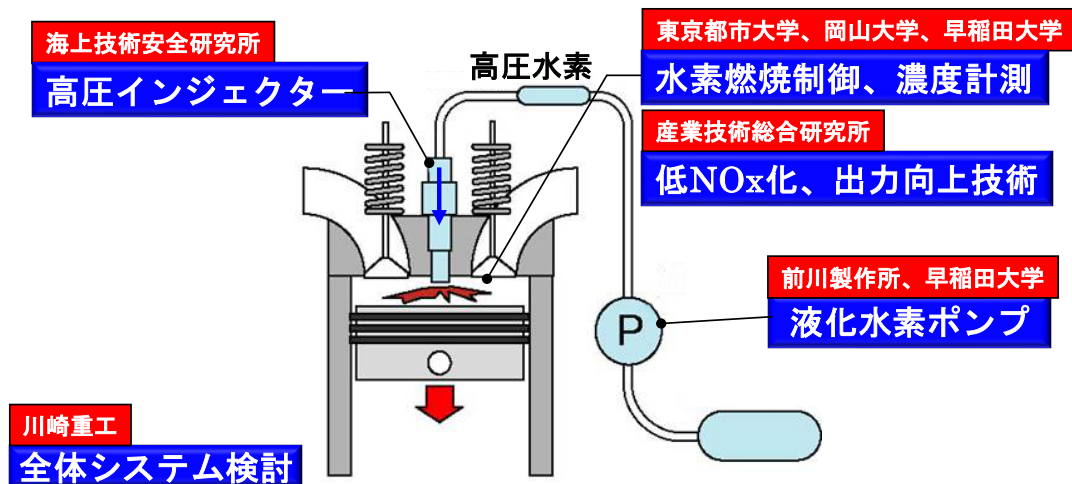 海上技術安全研究所
高圧インジェクター
高圧水素
東京都市大学、岡山大学、早稲田大学
水素燃焼制御、濃度計測
産業技術総合研究所
低NOx化、出力向上技術
前川製作所、早稲田大学
液化水素ポンプ
P
川崎重工
全体システム検討